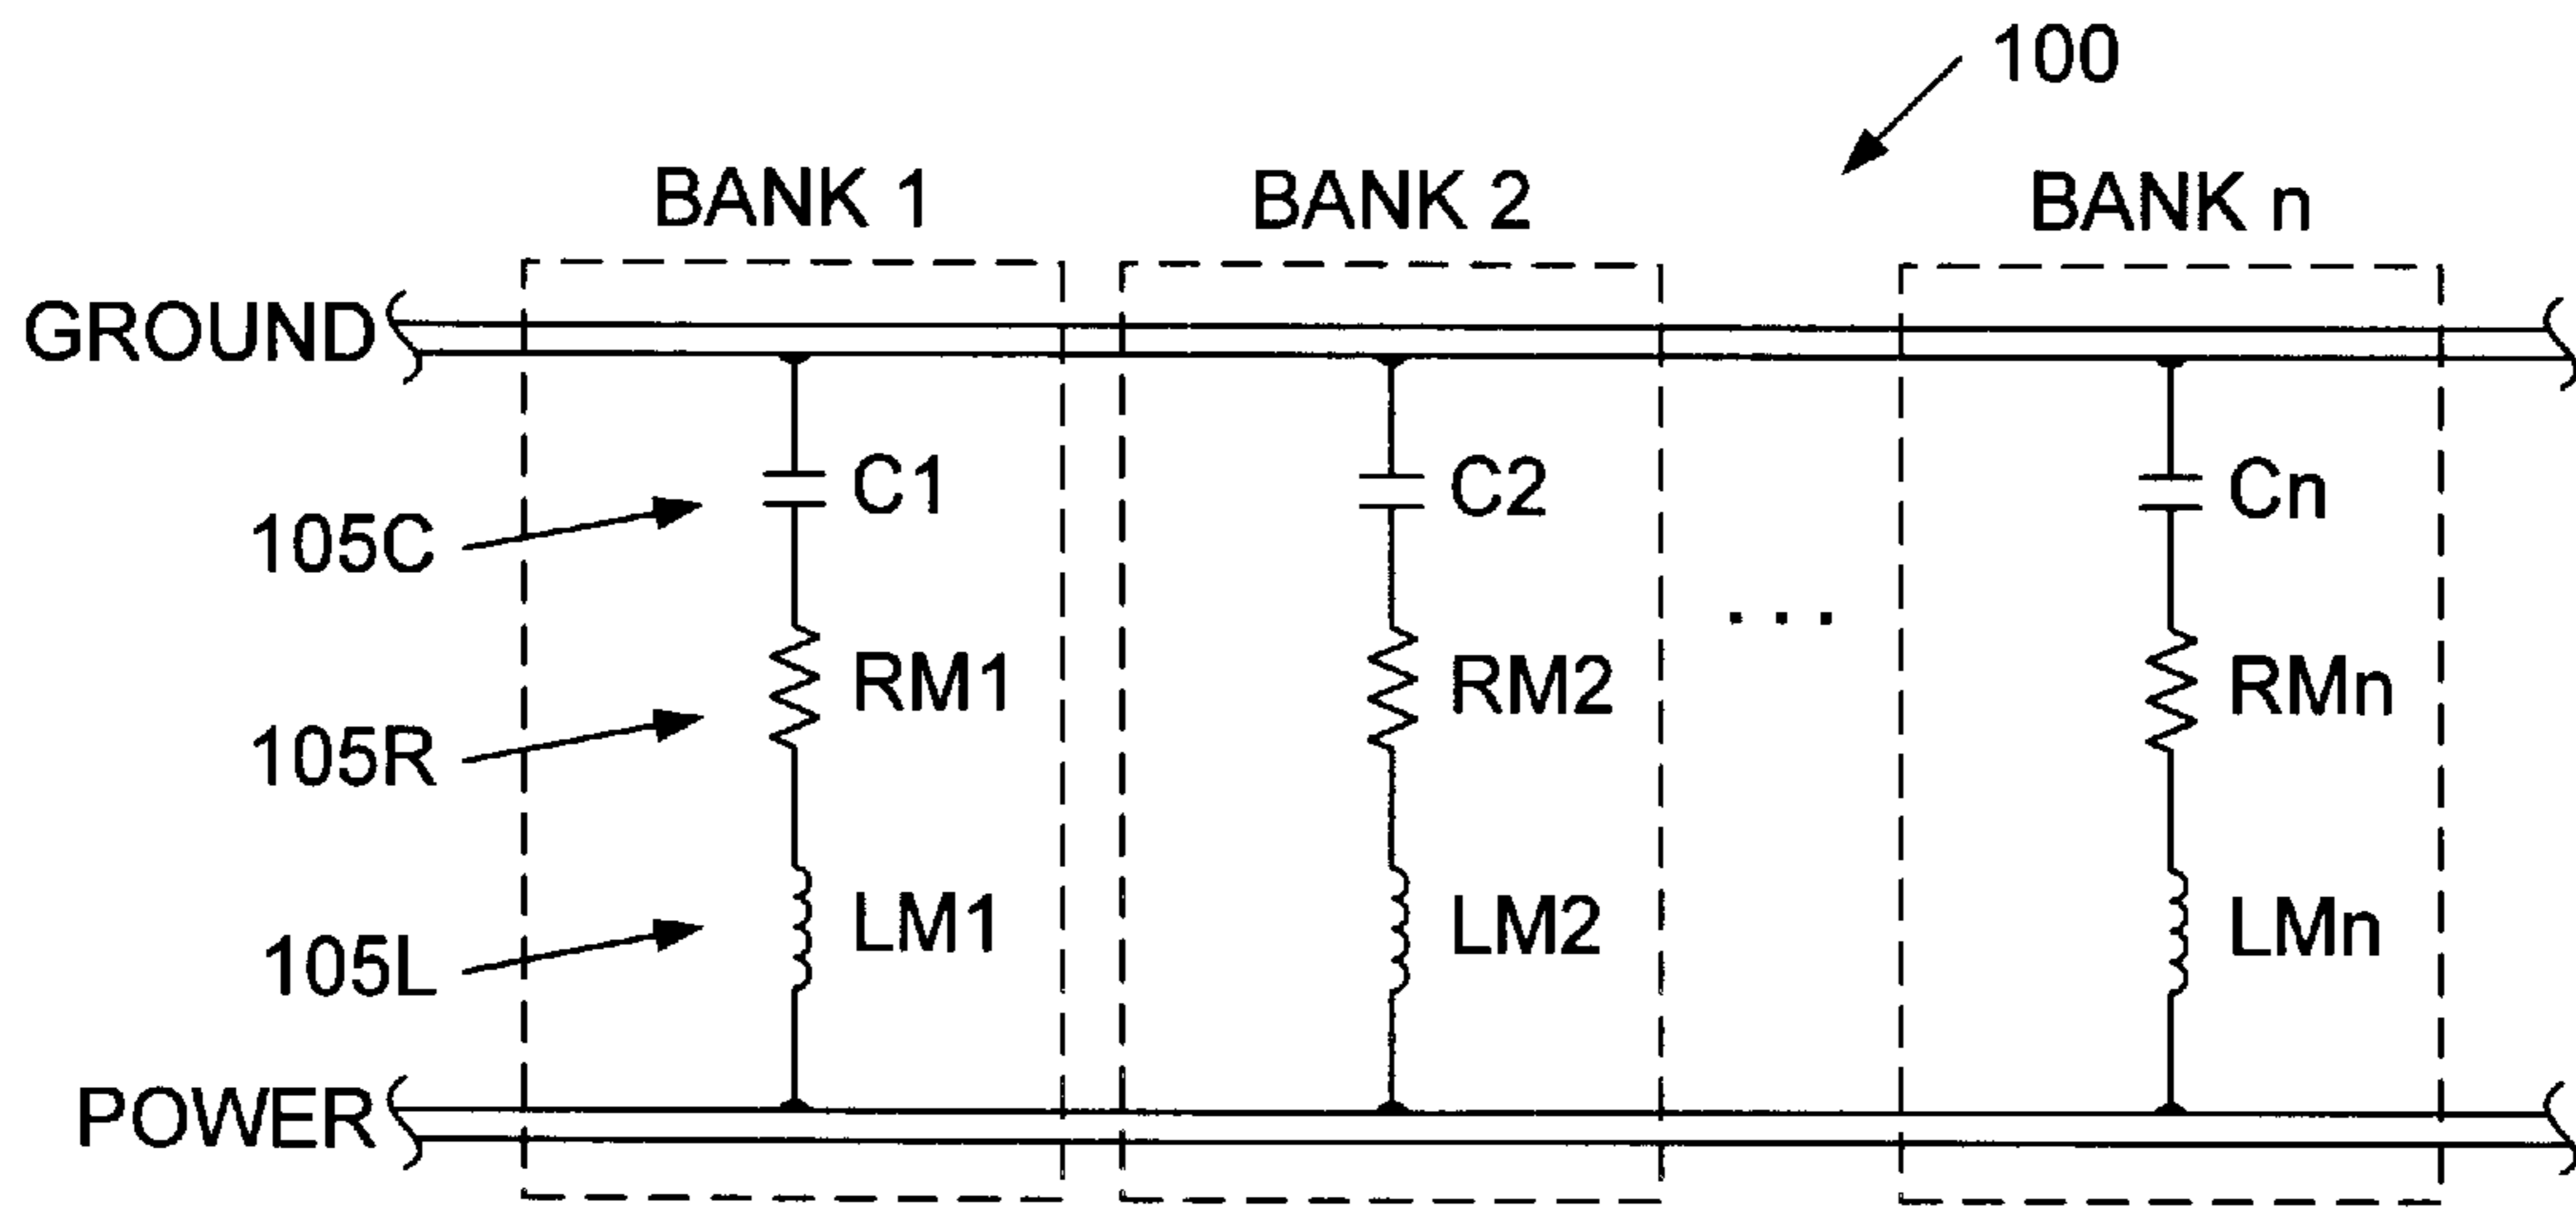 100
BANK 1 BANK 2 BANK n
GROUND
C1 C2 Cn
105C
. . .
RM1 RM2 RMn
105R
LM1 LM2 LMn
105L
POWER